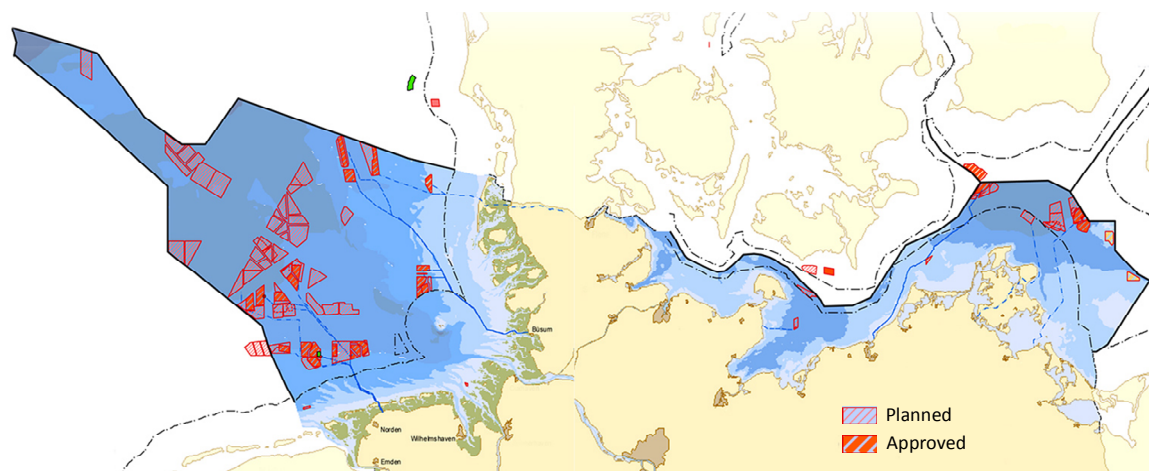 Büsum
Norden
Wilhelmshaven
Emden
Planned
Approved